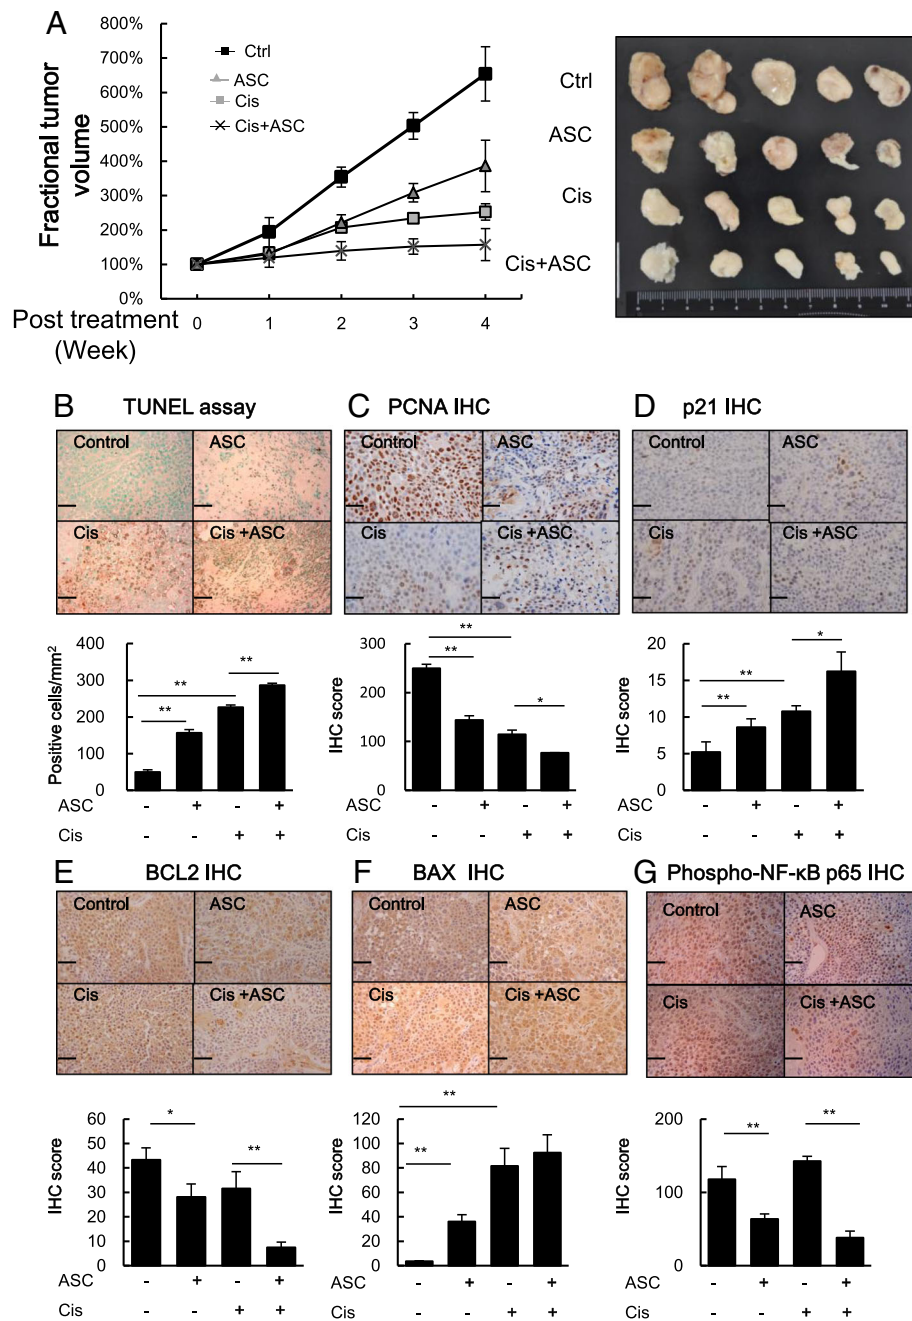 A
Fractional tumor
volume
800%
700%
600%
500%
400%
300%
200%
100%
0%
Ctrl
ASC
Cis
Cis+ASC
Post treatment
(Week)
0 1 2 3 4
Ctrl
ASC
Cis
Cis+ASC
B TUNEL assay
Control ASC
Cis Cis +ASC
Positive cells/mm²
400
300
200
100
0
** ** **
ASC - + - +
Cis - - + +
C PCNA IHC
Control ASC
Cis Cis +ASC
IHC score
300
200
100
0
** ** *
ASC - + - +
Cis - - + +
D p21 IHC
Control ASC
Cis Cis +ASC
IHC score
20
15
10
5
0
** ** *
ASC - + - +
Cis - - + +
E BCL2 IHC
Control ASC
Cis Cis +ASC
IHC score
60
50
40
30
20
10
0
* **
ASC - + - +
Cis - - + +
F BAX IHC
Control ASC
Cis Cis +ASC
IHC score
120
100
80
60
40
20
0
** **
ASC - + - +
Cis - - + +
G Phospho-NF-κB p65 IHC
Control ASC
Cis Cis +ASC
IHC score
200
100
0
** **
ASC - + - +
Cis - - + +